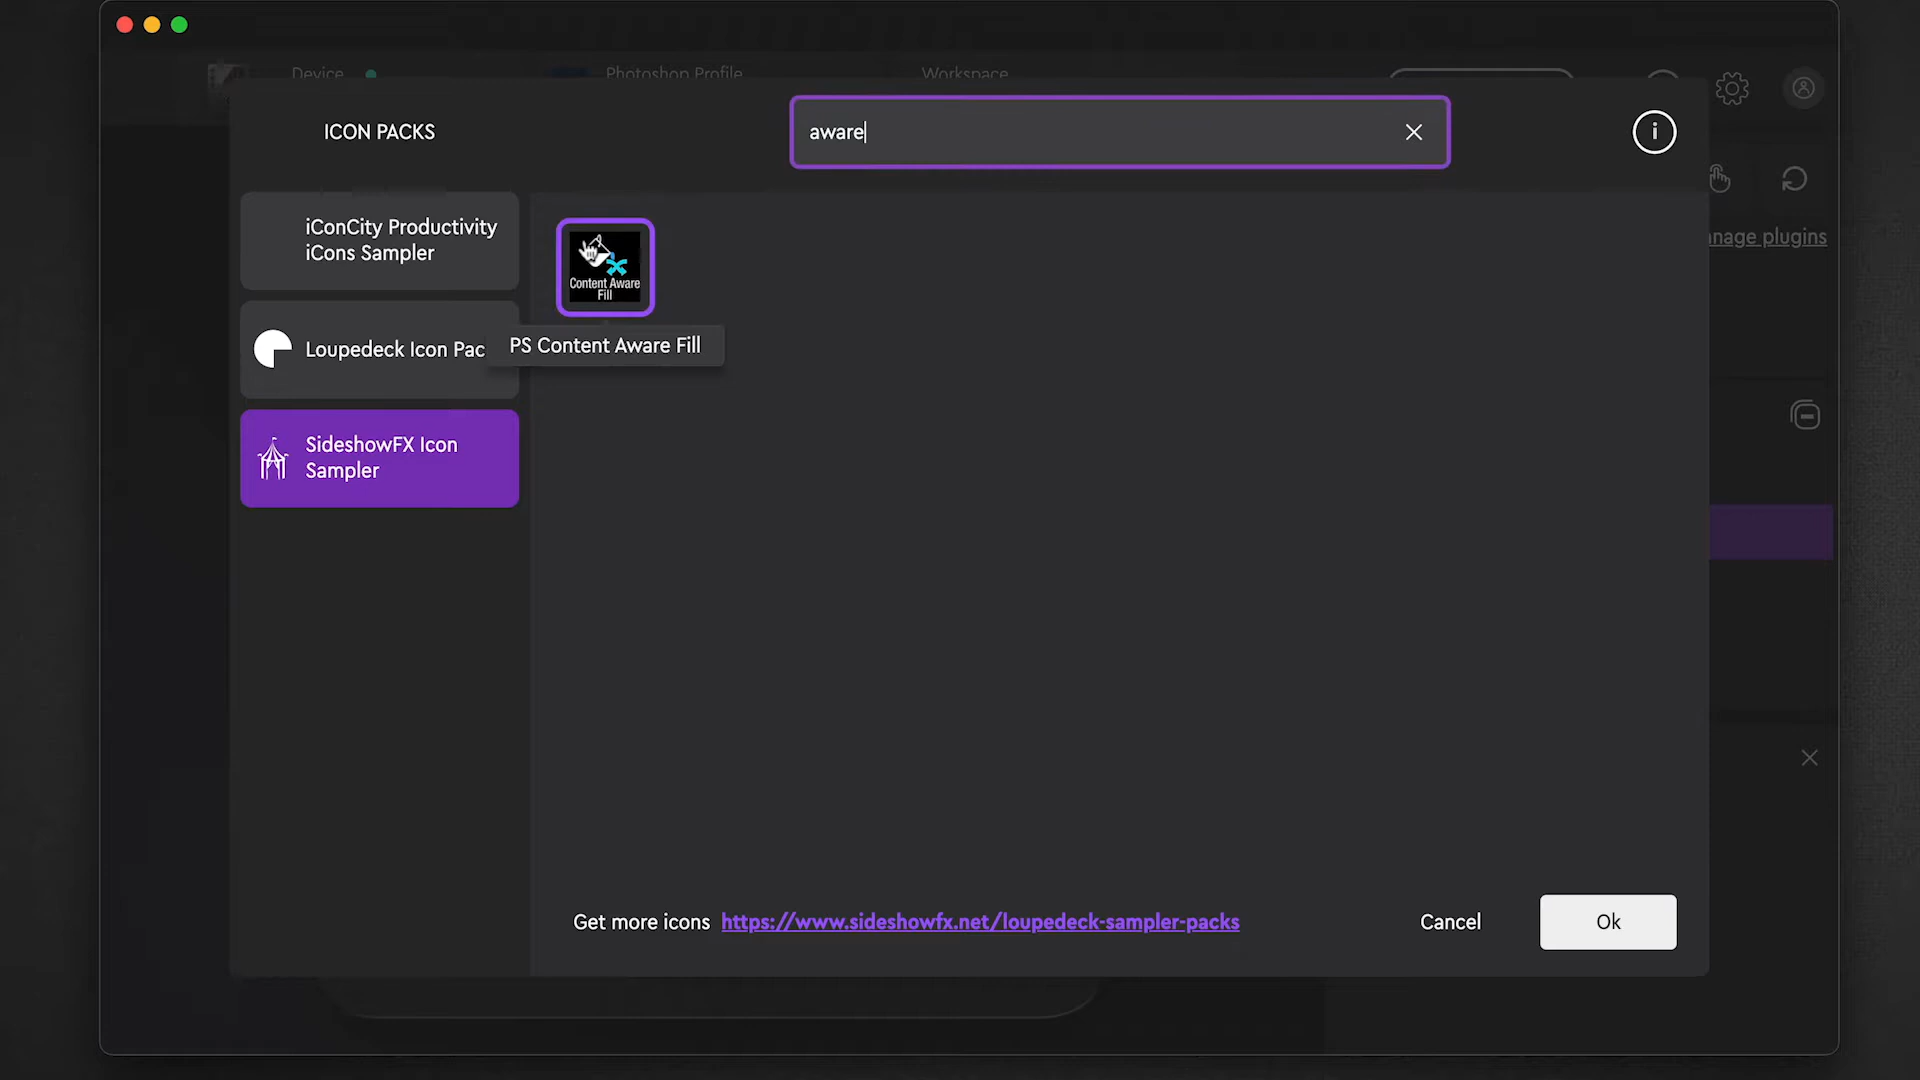 Device
Photoshop Profile
Workspace
ICON PACKS
aware
i
iConCity Productivity
iCons Sampler
nage plugins
Content Aware
Fill
Loupedeck Icon Pac
PS Content Aware Fill
SideshowFX Icon
Sampler
Get more icons https://www.sideshowfx.net/loupedeck-sampler-packs
Cancel
Ok